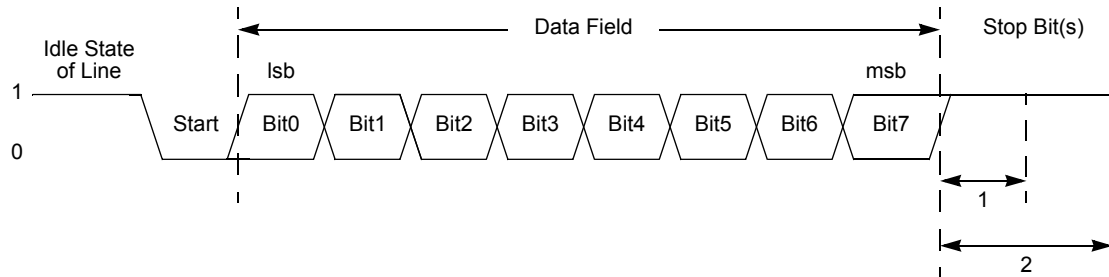 Data Field
Stop Bit(s)
Idle State
of Line
lsb
msb
1
Start
Bit0
Bit1
Bit2
Bit3
Bit4
Bit5
Bit6
Bit7
0
1
2